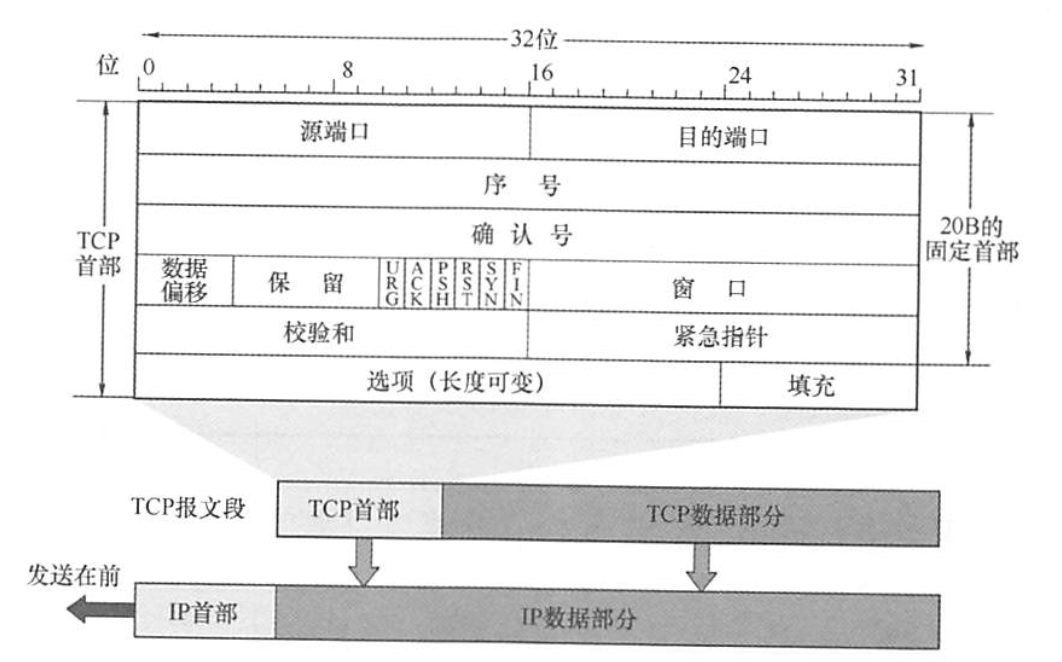 32位
位 0 8 16 24 31
源端口 目的端口
序 号
TCP
首部
确 认 号
20B的
固定首部
数据
偏移
保 留
URG
ACK
PSH
RST
SYN
FIN
窗 口
校验和 紧急指针
选项（长度可变） 填充
TCP报文段 TCP首部 TCP数据部分
发送在前
IP首部 IP数据部分